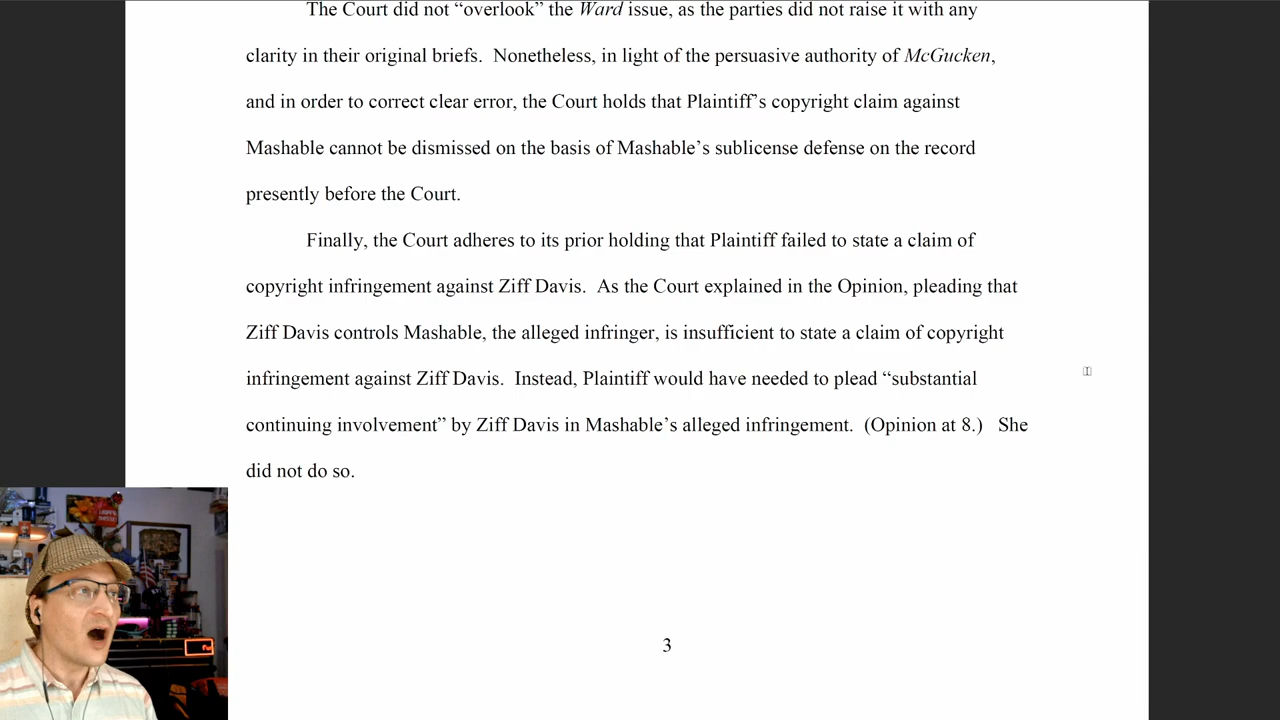 The Court did not “overlook” the Ward issue, as the parties did not raise it with any
clarity in their original briefs.  Nonetheless, in light of the persuasive authority of McGucken,
and in order to correct clear error, the Court holds that Plaintiff’s copyright claim against
Mashable cannot be dismissed on the basis of Mashable’s sublicense defense on the record
presently before the Court.
Finally, the Court adheres to its prior holding that Plaintiff failed to state a claim of
copyright infringement against Ziff Davis.  As the Court explained in the Opinion, pleading that
Ziff Davis controls Mashable, the alleged infringer, is insufficient to state a claim of copyright
infringement against Ziff Davis.  Instead, Plaintiff would have needed to plead “substantial
continuing involvement” by Ziff Davis in Mashable’s alleged infringement.  (Opinion at 8.)   She
did not do so.
3